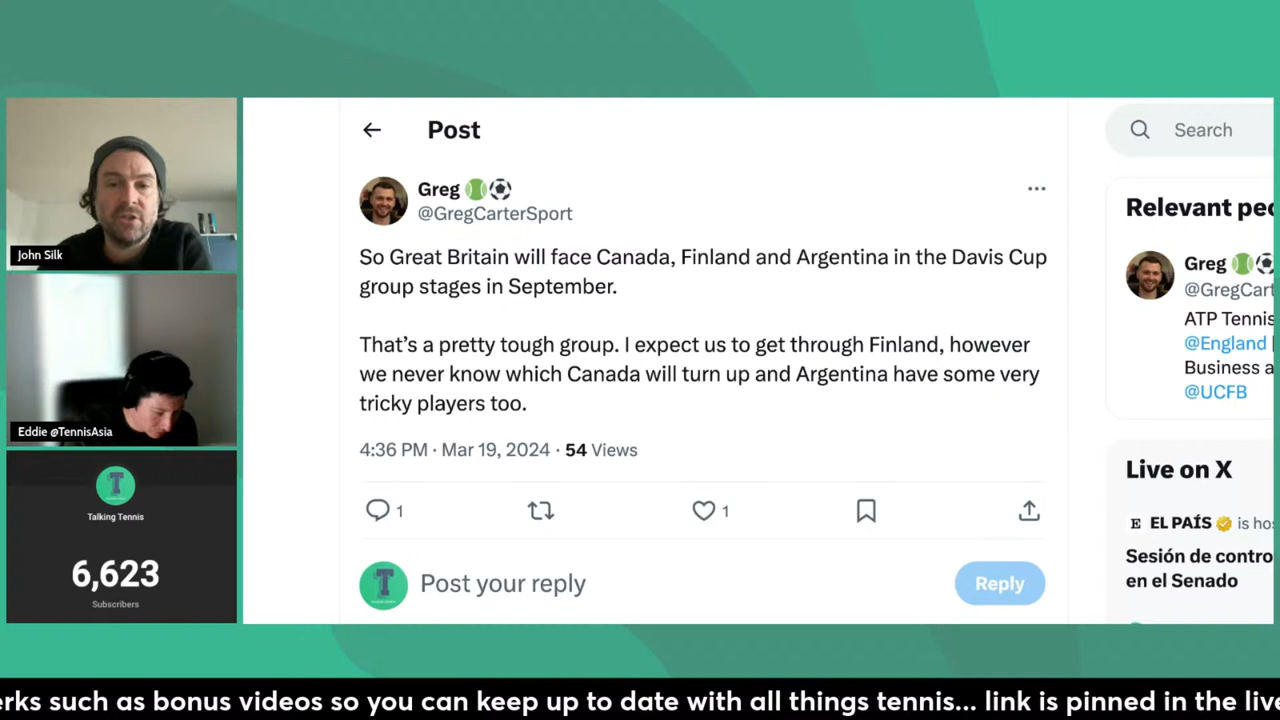 John Silk
Eddie @TennisAsia
T
Talking Tennis
6,623
Subscribers
Post
Greg
@GregCarterSport
So Great Britain will face Canada, Finland and Argentina in the Davis Cup
group stages in September.
That’s a pretty tough group. I expect us to get through Finland, however
we never know which Canada will turn up and Argentina have some very
tricky players too.
4:36 PM · Mar 19, 2024 · 54 Views
1
1
T
Post your reply
Reply
Search
Relevant peo
Greg
@GregCart
ATP Tennis
@England |
Business a
@UCFB
Live on X
E EL PAÍS is hos
Sesión de contro
en el Senado
erks such as bonus videos so you can keep up to date with all things tennis... link is pinned in the live